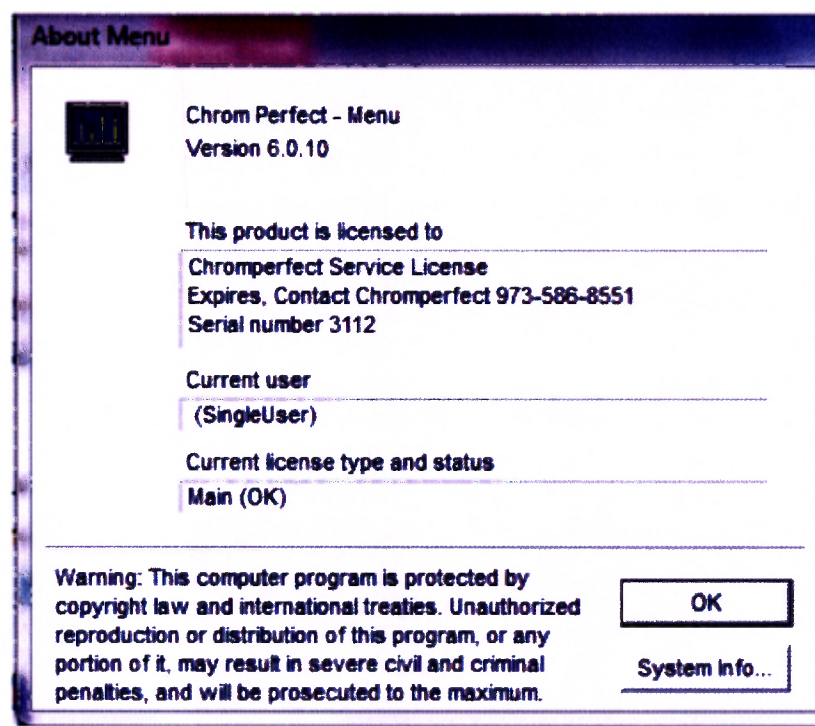 About Menu
Chrom Perfect - Menu
Version 6.0.10
This product is licensed to
Chromperfect Service License
Expires, Contact Chromperfect 973-586-8551
Serial number 3112
Current user
(SingleUser)
Current license type and status
Main (OK)
Warning: This computer program is protected by
copyright law and international treaties. Unauthorized
reproduction or distribution of this program, or any
portion of it, may result in severe civil and criminal
penalties, and will be prosecuted to the maximum.
OK
System Info...